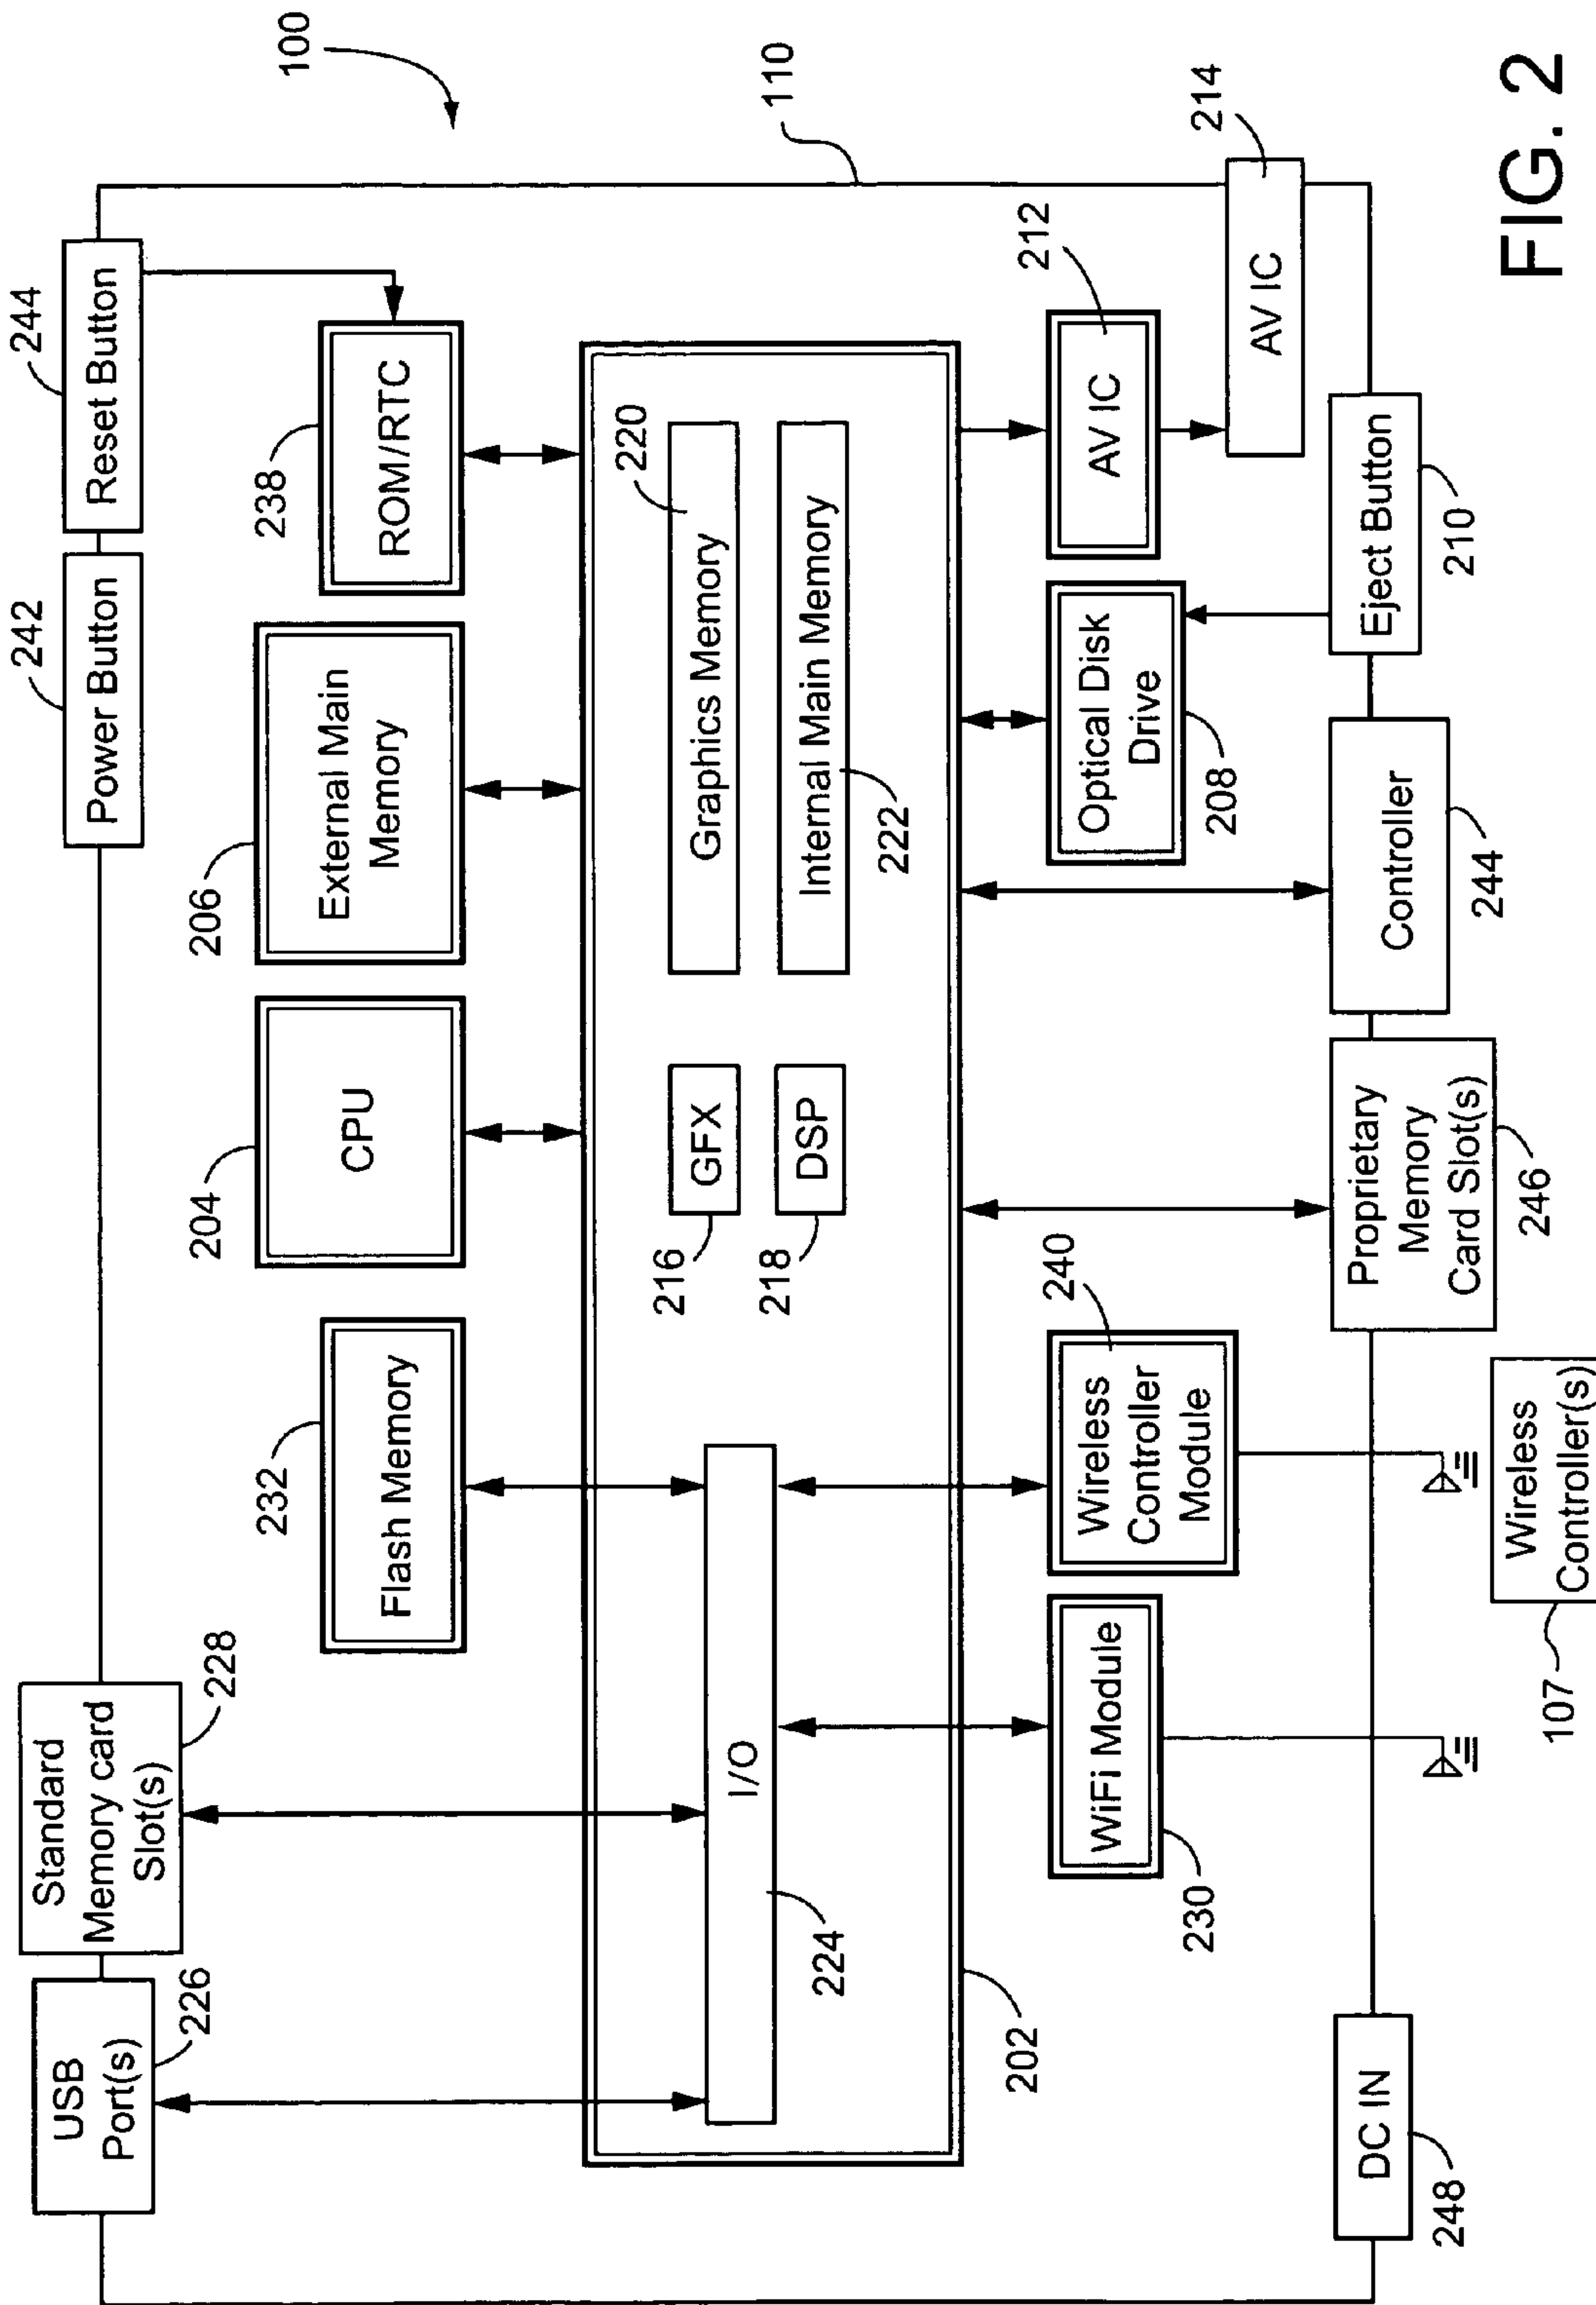 100
244
242
Reset Button
Power Button
USB
Port(s)
226
Standard
Memory card
Slot(s)
228
232
Flash Memory
204
CPU
206
External Main
Memory
238
ROM/RTC
110
I/O
224
216
GFX
218
DSP
220
Graphics Memory
Internal Main Memory
222
202
WiFi Module
230
240
Wireless
Controller
Module
Optical Disk
Drive
208
212
AV IC
214
AV IC
DC IN
248
Proprietary
Memory
Card Slot(s)
246
Controller
244
Eject Button
210
107
Wireless
Controller(s)
FIG. 2